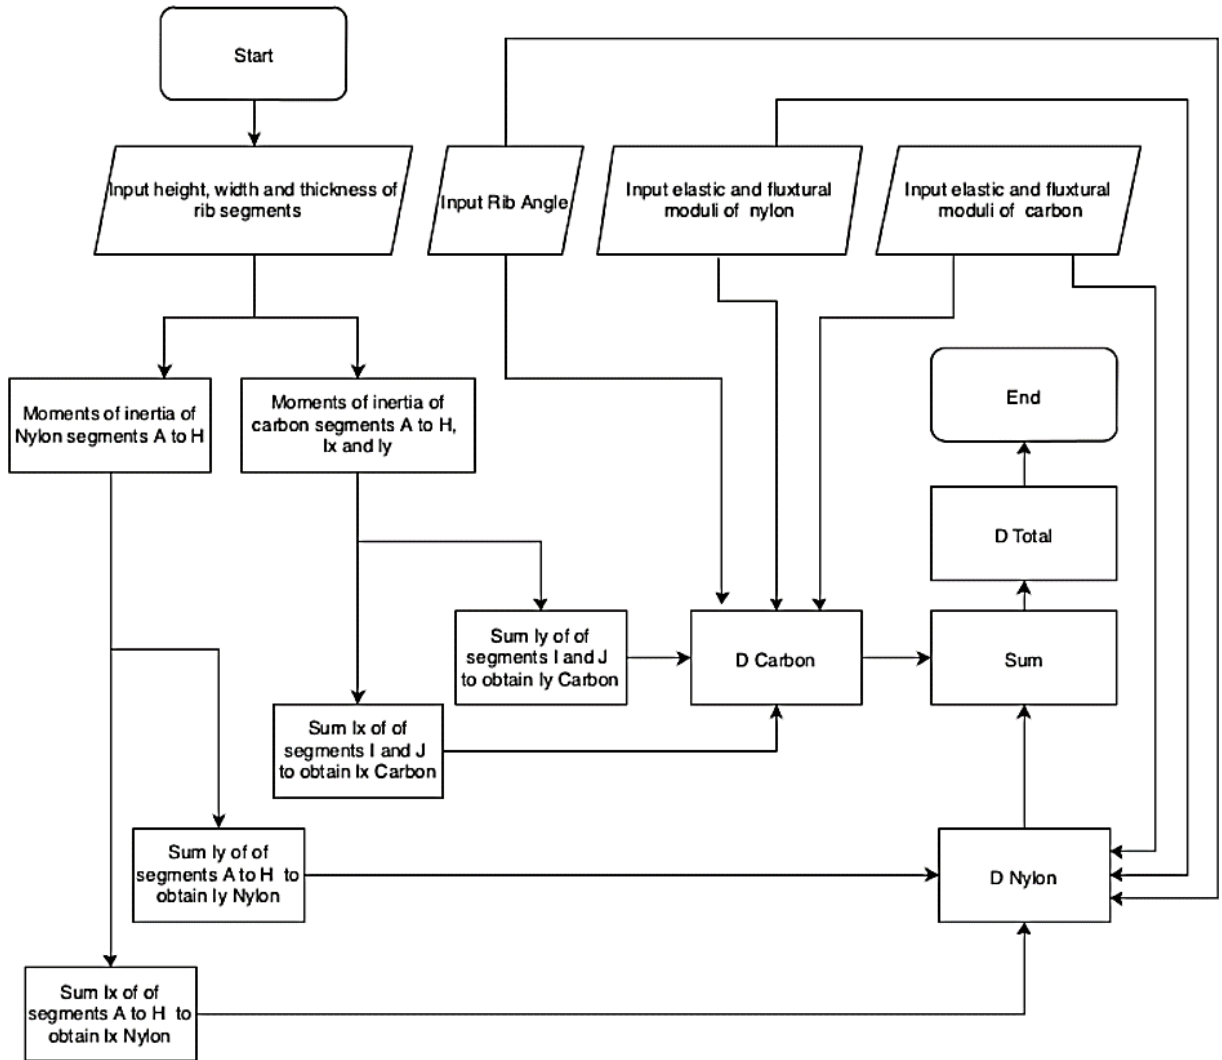 Start
Input height, width and thickness of
rib segments
Input Rib Angle
Input elastic and fluxtural
moduli of nylon
Input elastic and fluxtural
moduli of carbon
Moments of inertia of
Nylon segments A to H
Moments of inertia of
carbon segments A to H,
Ix and Iy
End
D Total
Sum Iy of of
segments I and J
to obtain Iy Carbon
D Carbon
Sum
Sum Ix of of
segments I and J
to obtain Ix Carbon
Sum Iy of of
segments A to H to
obtain Iy Nylon
D Nylon
Sum Ix of of
segments A to H to
obtain Ix Nylon